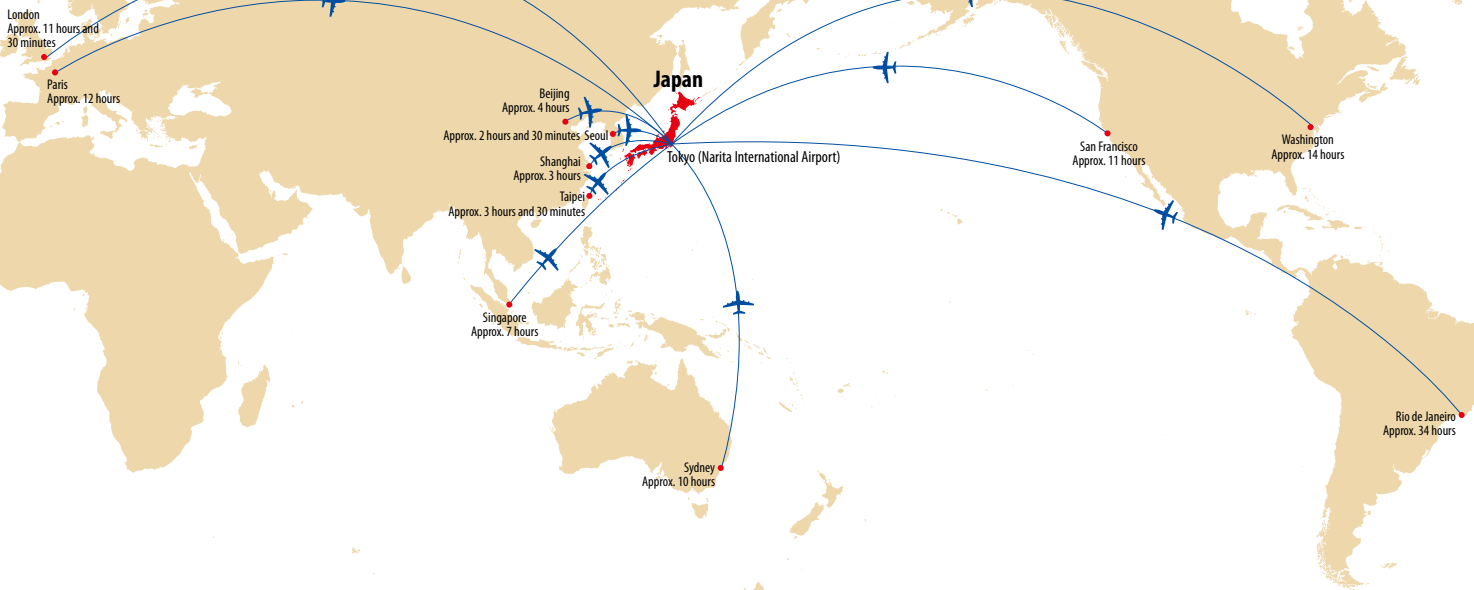 London
Approx. 11 hours and
30 minutes
Paris
Approx. 12 hours
Beijing
Approx. 4 hours
Approx. 2 hours and 30 minutes Seoul
Shanghai
Approx. 3 hours
Taipei
Approx. 3 hours and 30 minutes
Singapore
Approx. 7 hours
Japan
Tokyo (Narita International Airport)
Sydney
Approx. 10 hours
San Francisco
Approx. 11 hours
Washington
Approx. 14 hours
Rio de Janeiro
Approx. 34 hours